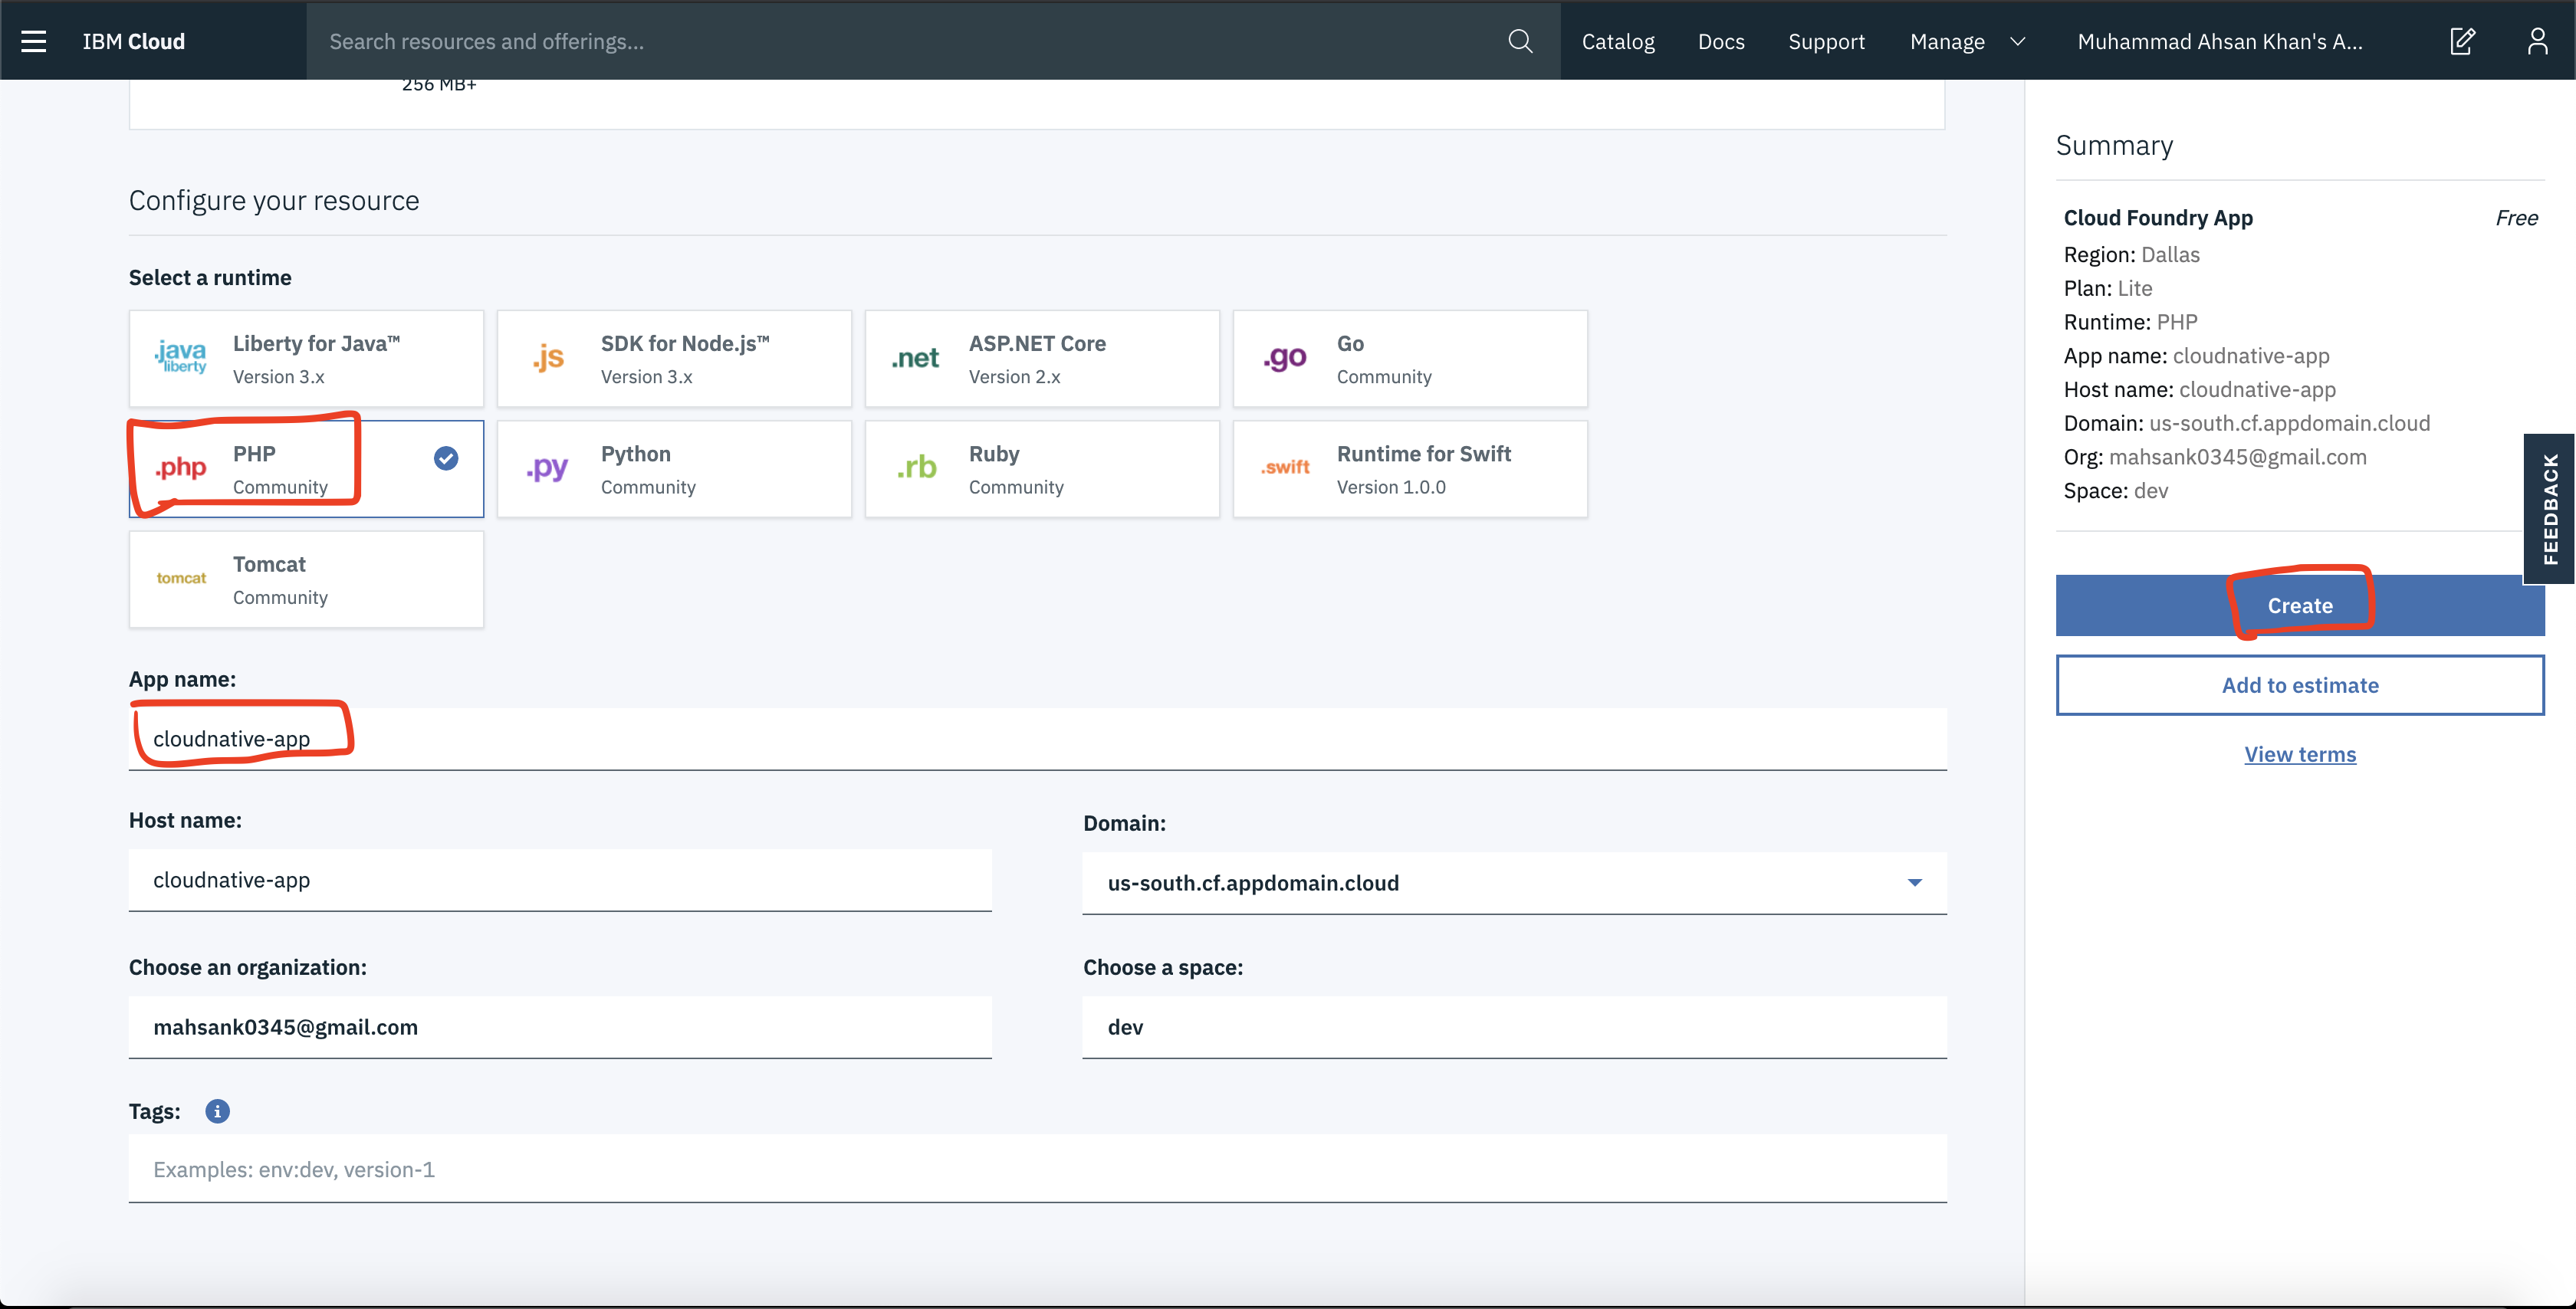 IBM Cloud
Search resources and offerings...
Catalog
Docs
Support
Manage
Muhammad Ahsan Khan's A...
256 MB+
Configure your resource
Select a runtime
.java liberty
Liberty for Java™
Version 3.x
.js
SDK for Node.js™
Version 3.x
.net
ASP.NET Core
Version 2.x
.go
Go
Community
.php
PHP
Community
.py
Python
Community
.rb
Ruby
Community
.swift
Runtime for Swift
Version 1.0.0
tomcat
Tomcat
Community
App name:
cloudnative-app
Host name:
cloudnative-app
Domain:
us-south.cf.appdomain.cloud
Choose an organization:
mahsank0345@gmail.com
Choose a space:
dev
Tags:
Examples: env:dev, version-1
Summary
Cloud Foundry App Free
Region: Dallas
Plan: Lite
Runtime: PHP
App name: cloudnative-app
Host name: cloudnative-app
Domain: us-south.cf.appdomain.cloud
Org: mahsank0345@gmail.com
Space: dev
FEEDBACK
Create
Add to estimate
View terms